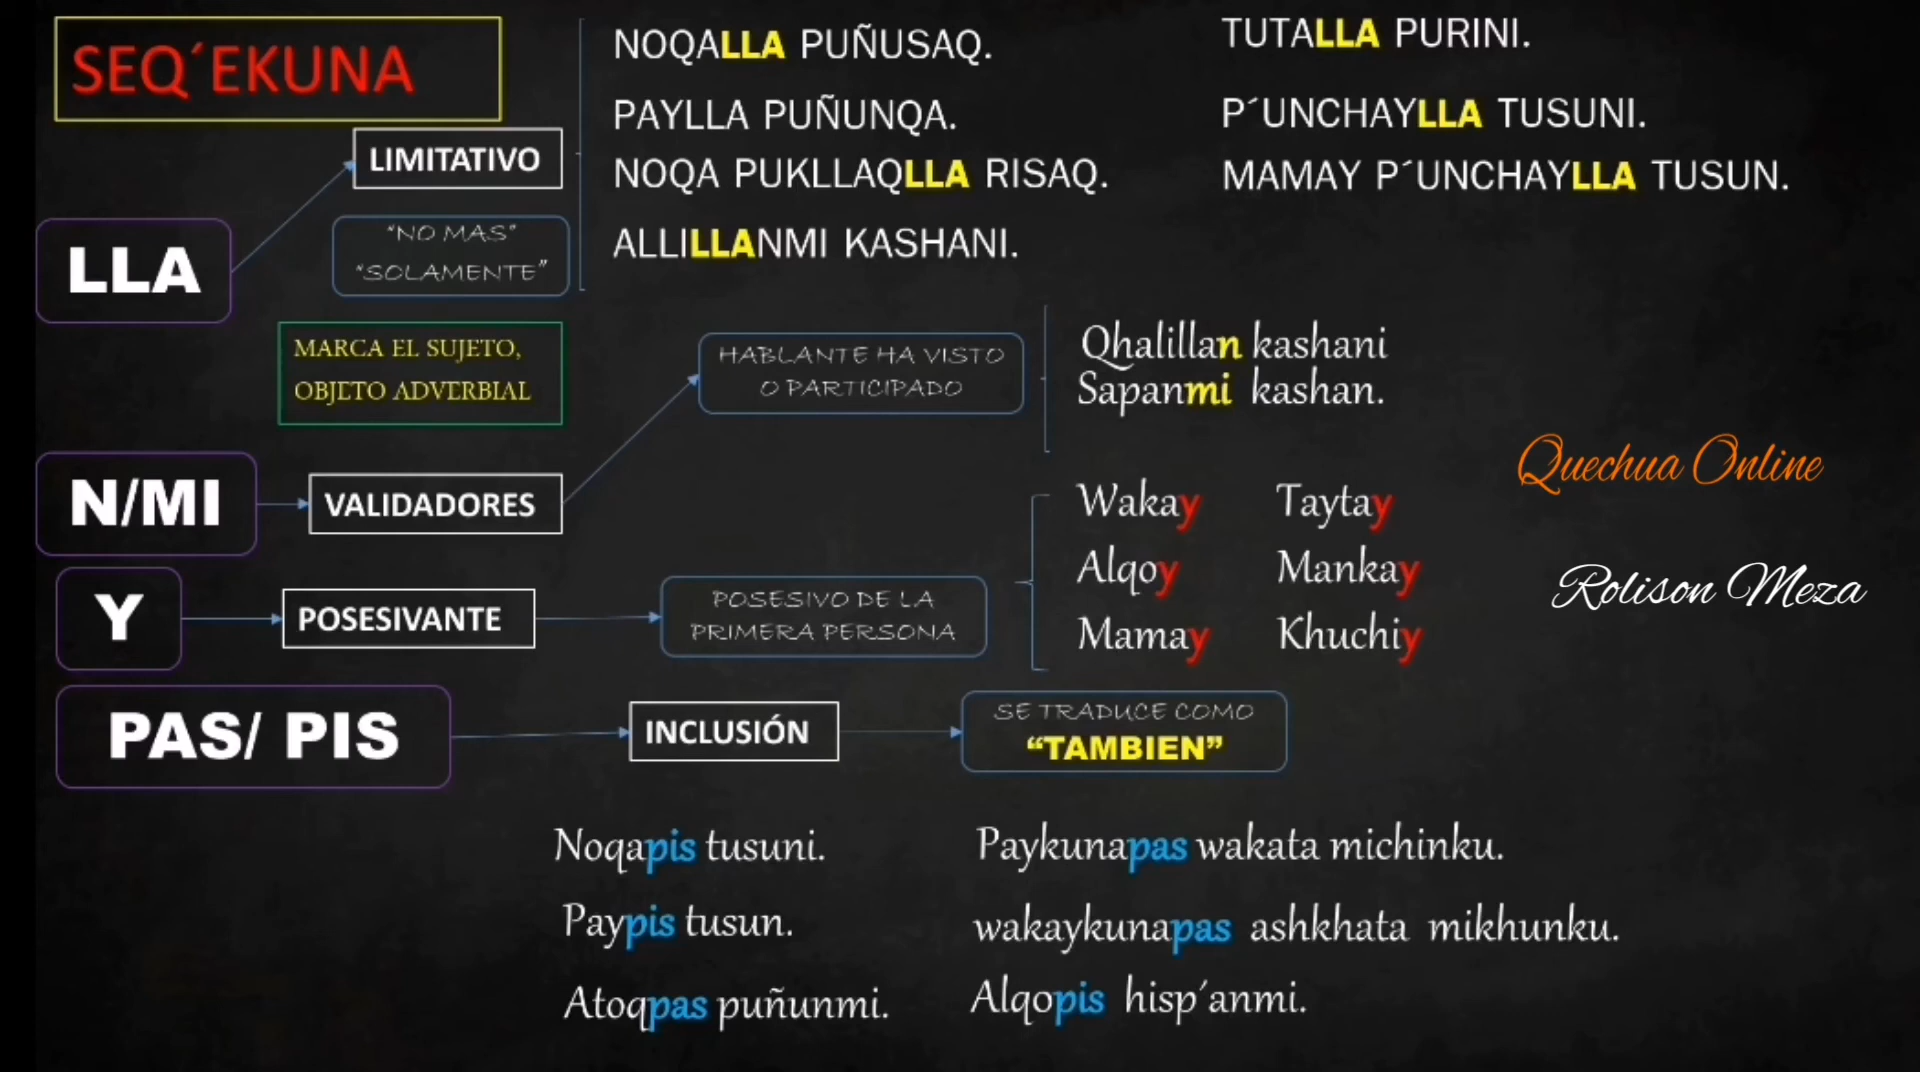 SEQ´EKUNA
LLA
LIMITATIVO
“NO MAS”
“SOLAMENTE”
NOQALLA PUÑUSAQ.
PAYLLA PUÑUNQA.
NOQA PUKLLAQLLA RISAQ.
ALLILLANMI KASHANI.
TUTALLA PURINI.
P´UNCHAYLLA TUSUNI.
MAMAY P´UNCHAYLLA TUSUN.
MARCA EL SUJETO,
OBJETO ADVERBIAL
N/MI
VALIDADORES
HABLANTE HA VISTO
O PARTICIPADO
Qhalillan kashani
Sapanmi kashan.
Quechua Online
Rolison Meza
Y
POSESIVANTE
POSESIVO DE LA
PRIMERA PERSONA
Wakay Taytay
Alqoy Mankay
Mamay Khuchiy
PAS/ PIS
INCLUSIÓN
SE TRADUCE COMO
“TAMBIEN”
Noqapis tusuni.
Paypis tusun.
Atoqpas puñunmi.
Paykunapas wakata michinku.
wakaykunapas ashkhata mikhunku.
Alqopis hisp´anmi.